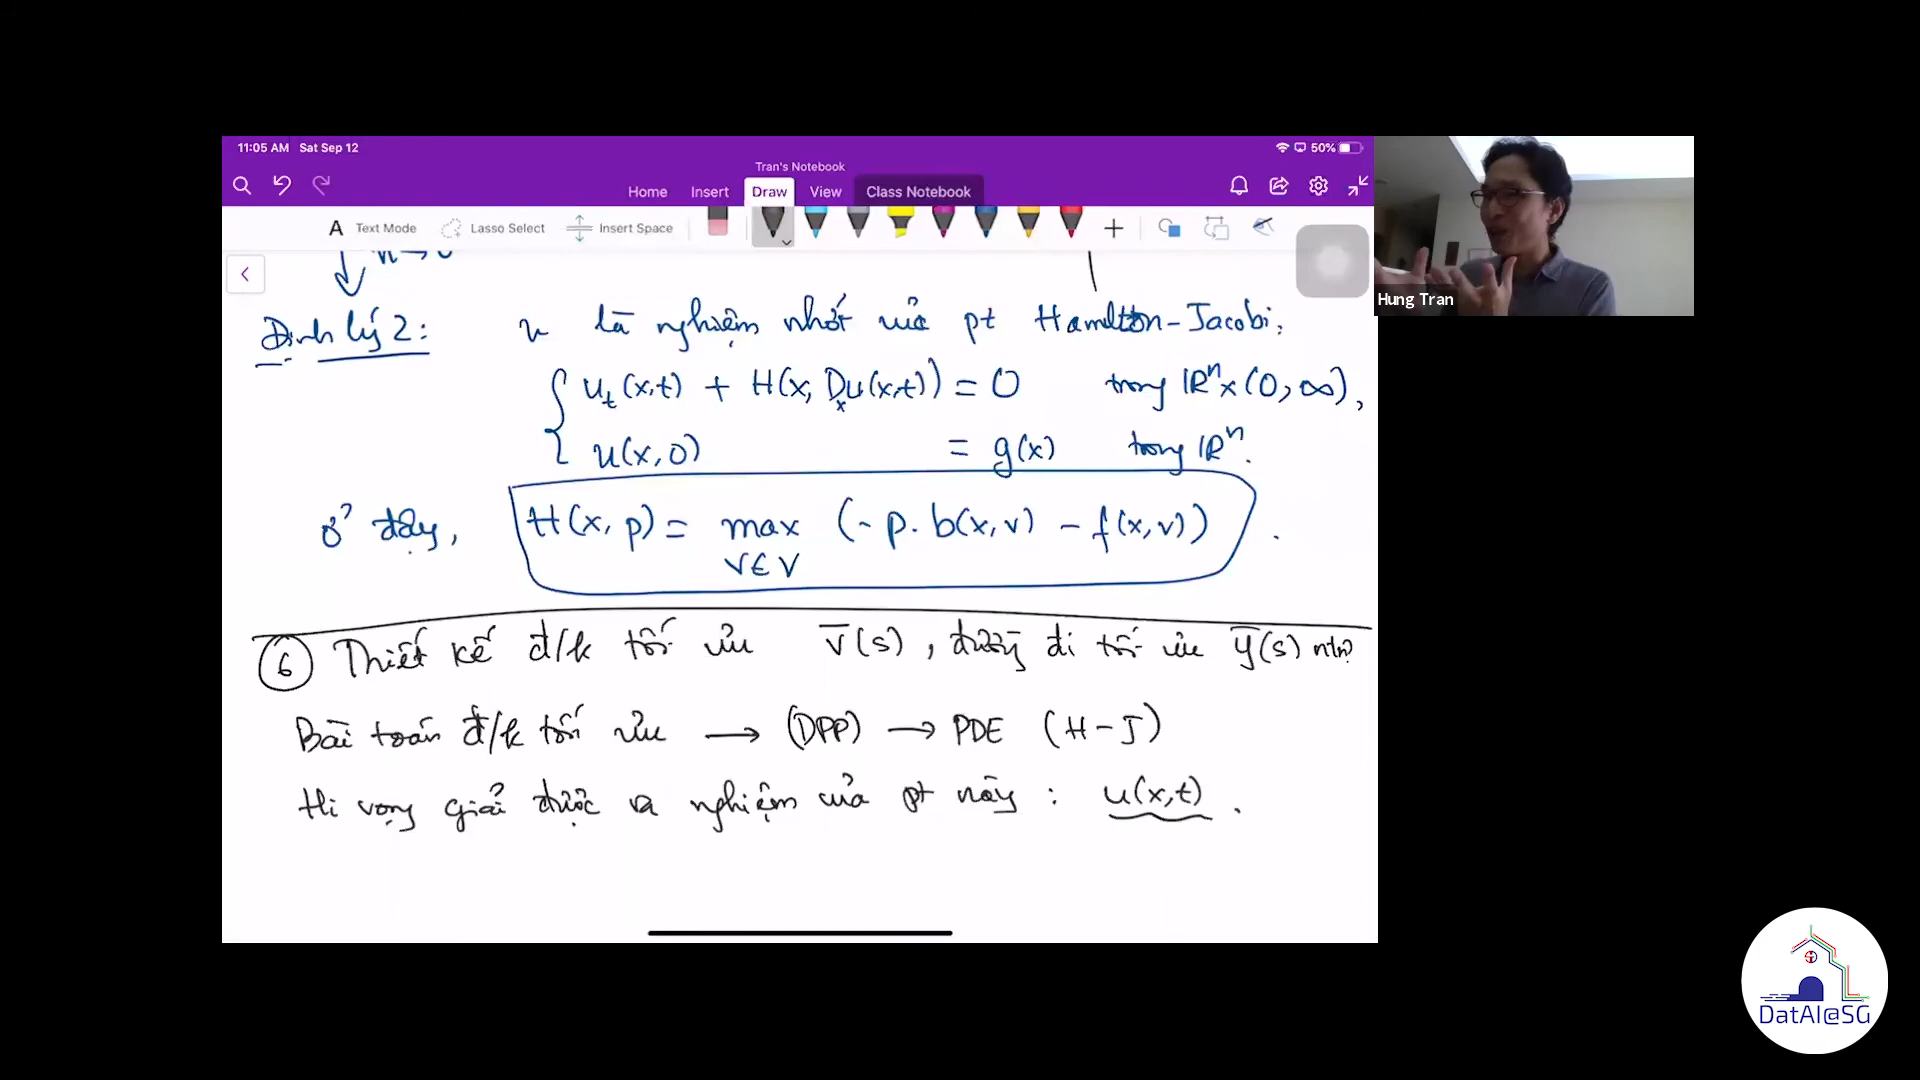 11:05 AM Sat Sep 12
50%
Tran's Notebook
Home Insert Draw View Class Notebook
A Text Mode Lasso Select Insert Space
Hung Tran
Định lý 2: u là nghiệm nhớt của pt Hamilton-Jacobi:
u_t(x,t) + H(x, D_x u(x,t)) = 0 trong ℝⁿ × (0, ∞),
u(x,0) = g(x) trong ℝⁿ.
Ở đây, H(x, p) = max (- p. b(x,v) - f(x,v)) .
v∈V
⑥ Thiết kế đ/k tối ưu v̅(s), đường đi tối ưu y̅(s) như
Bài toán đ/k tối ưu → (DPP) → PDE (H-J)
Hi vọng giải được ra nghiệm của pt này : u(x,t) .
DatAI@SG